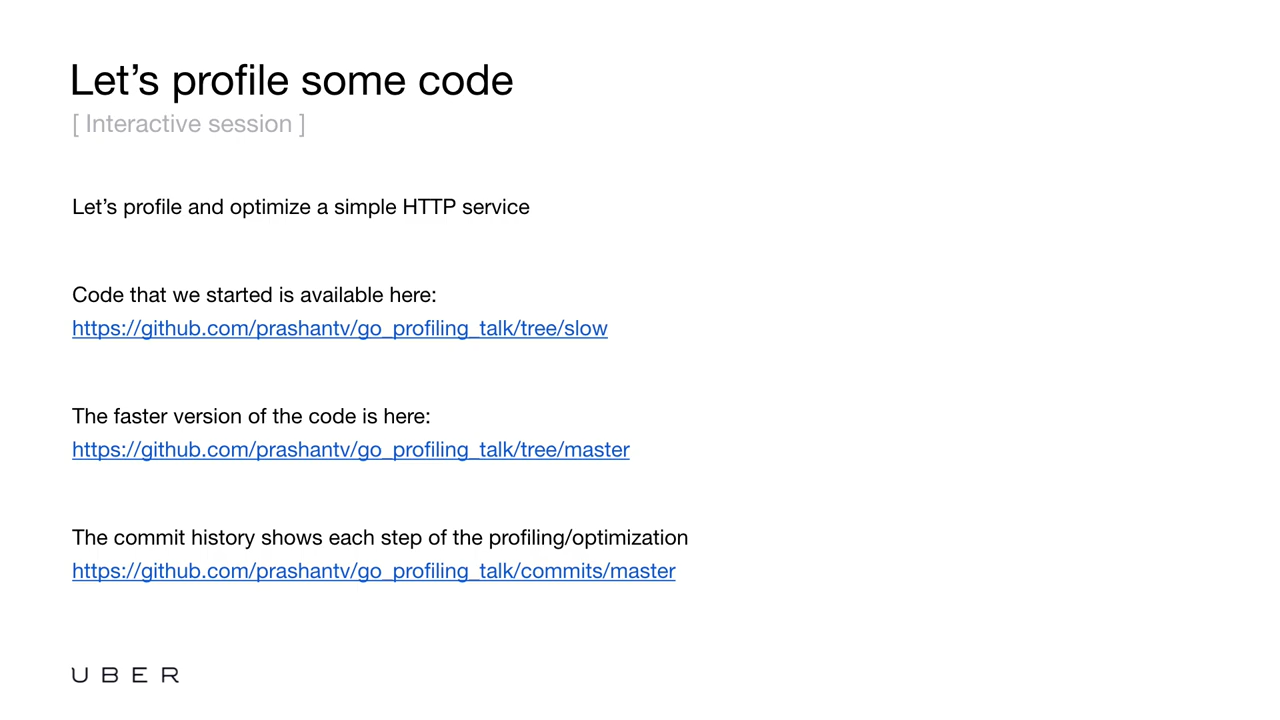 Let’s profile some code
[ Interactive session ]
Let’s profile and optimize a simple HTTP service
Code that we started is available here:
https://github.com/prashantv/go_profiling_talk/tree/slow
The faster version of the code is here:
https://github.com/prashantv/go_profiling_talk/tree/master
The commit history shows each step of the profiling/optimization
https://github.com/prashantv/go_profiling_talk/commits/master
UBER